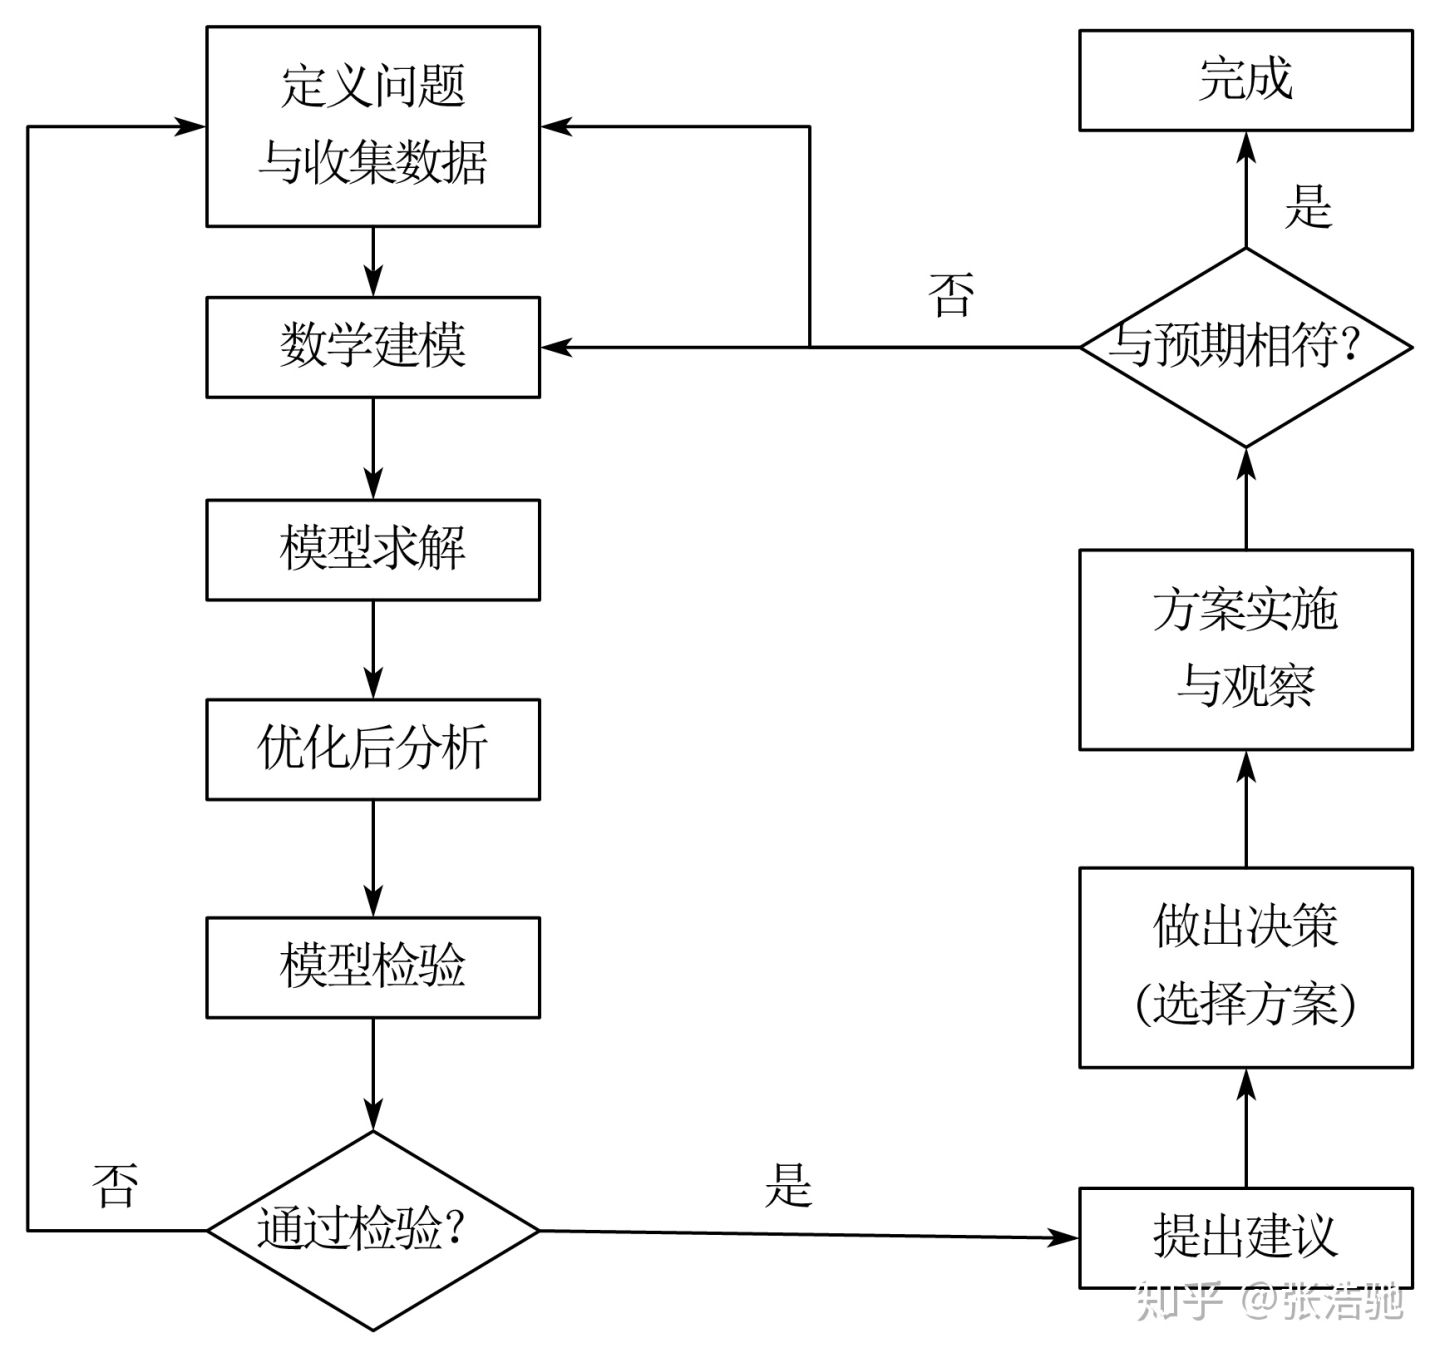 定义问题
与收集数据
数学建模
模型求解
优化后分析
模型检验
通过检验?
否
是
提出建议
做出决策
(选择方案)
方案实施
与观察
与预期相符?
否
是
完成
知乎 @张浩驰